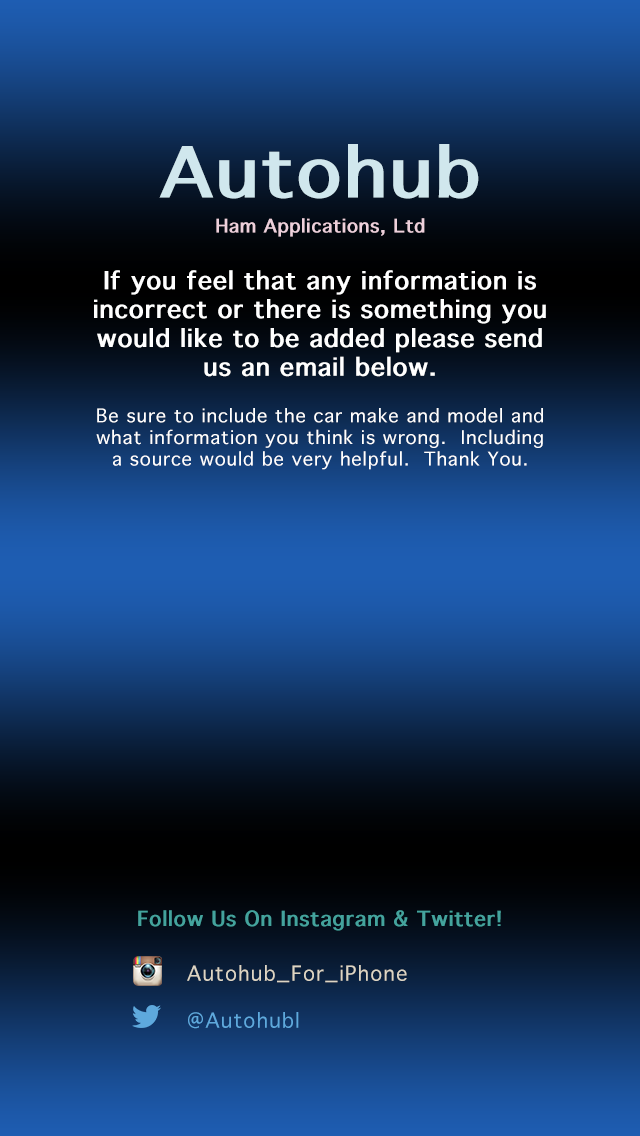 Autohub
Ham Applications, Ltd
If you feel that any information is
incorrect or there is something you
would like to be added please send
us an email below.
Be sure to include the car make and model and
what information you think is wrong.  Including
a source would be very helpful.  Thank You.
Follow Us On Instagram & Twitter!
Autohub_For_iPhone
@Autohubl